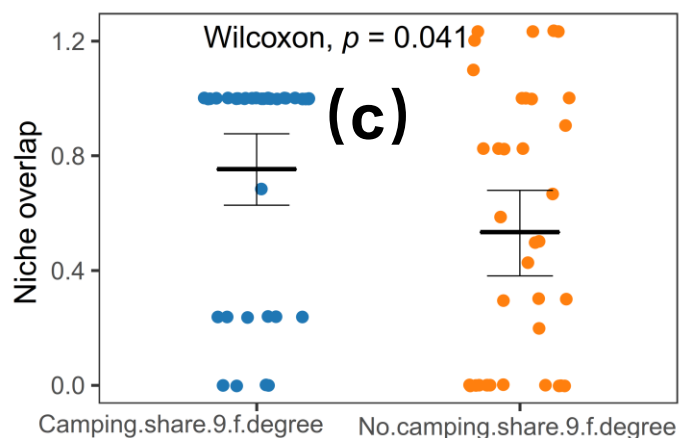 Wilcoxon, p = 0.041
(c)
Niche overlap
1.2
0.8
0.4
0.0
Camping.share.9.f.degree
No.camping.share.9.f.degree